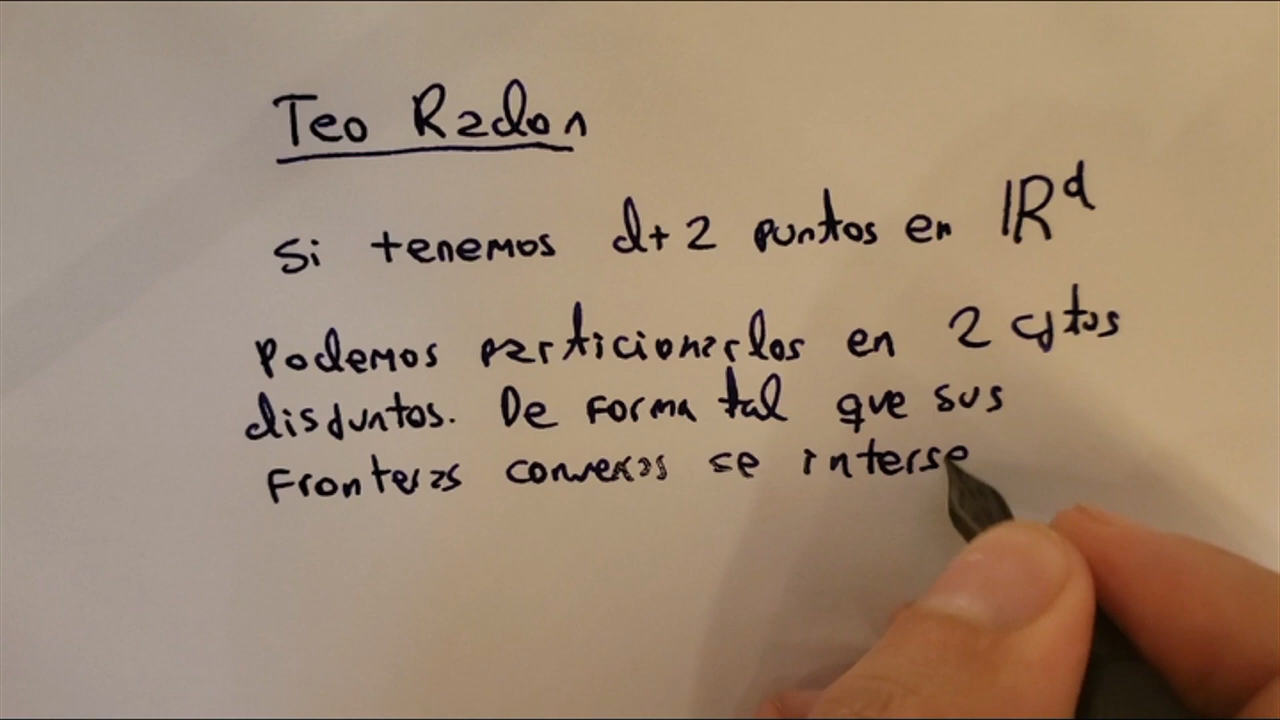 Teo Radon
Si tenemos d+2 puntos en ℝᵈ
Podemos particionarlos en 2 cjtos
disjuntos. De forma tal que sus
fronteras convexas se interse